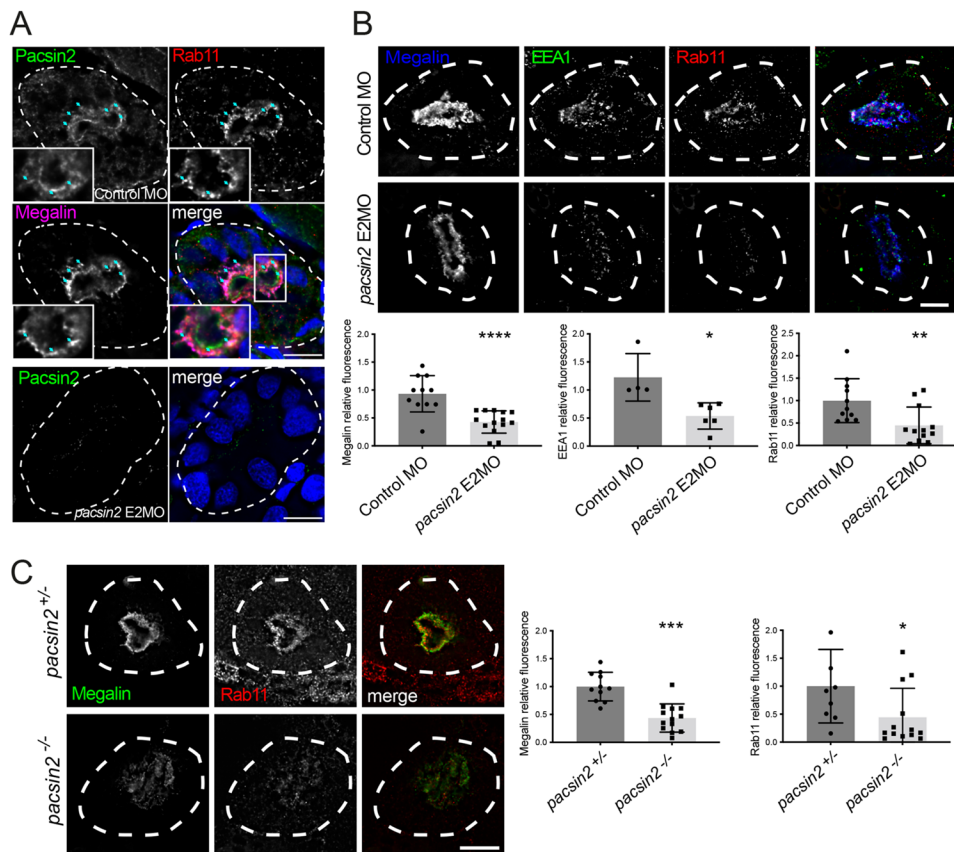 A
Pacsin2
Rab11
Control MO
Megalin
merge
Pacsin2
merge
pacsin2 E2MO
B
Megalin
EEA1
Rab11
Control MO
pacsin2 E2MO
Megalin relative fluorescence
2.0
1.5
1.0
0.5
0.0
****
Control MO
pacsin2 E2MO
EEA1 relative fluorescence
2.0
1.5
1.0
0.5
0.0
*
Control MO
pacsin2 E2MO
Rab11 relative fluorescence
2.5
2.0
1.5
1.0
0.5
0.0
**
Control MO
pacsin2 E2MO
C
pacsin2 +/-
Megalin
Rab11
merge
pacsin2 -/-
Megalin relative fluorescence
2.0
1.5
1.0
0.5
0.0
***
pacsin2 +/-
pacsin2 -/-
Rab11 relative fluorescence
2.0
1.5
1.0
0.5
0.0
*
pacsin2 +/-
pacsin2 -/-